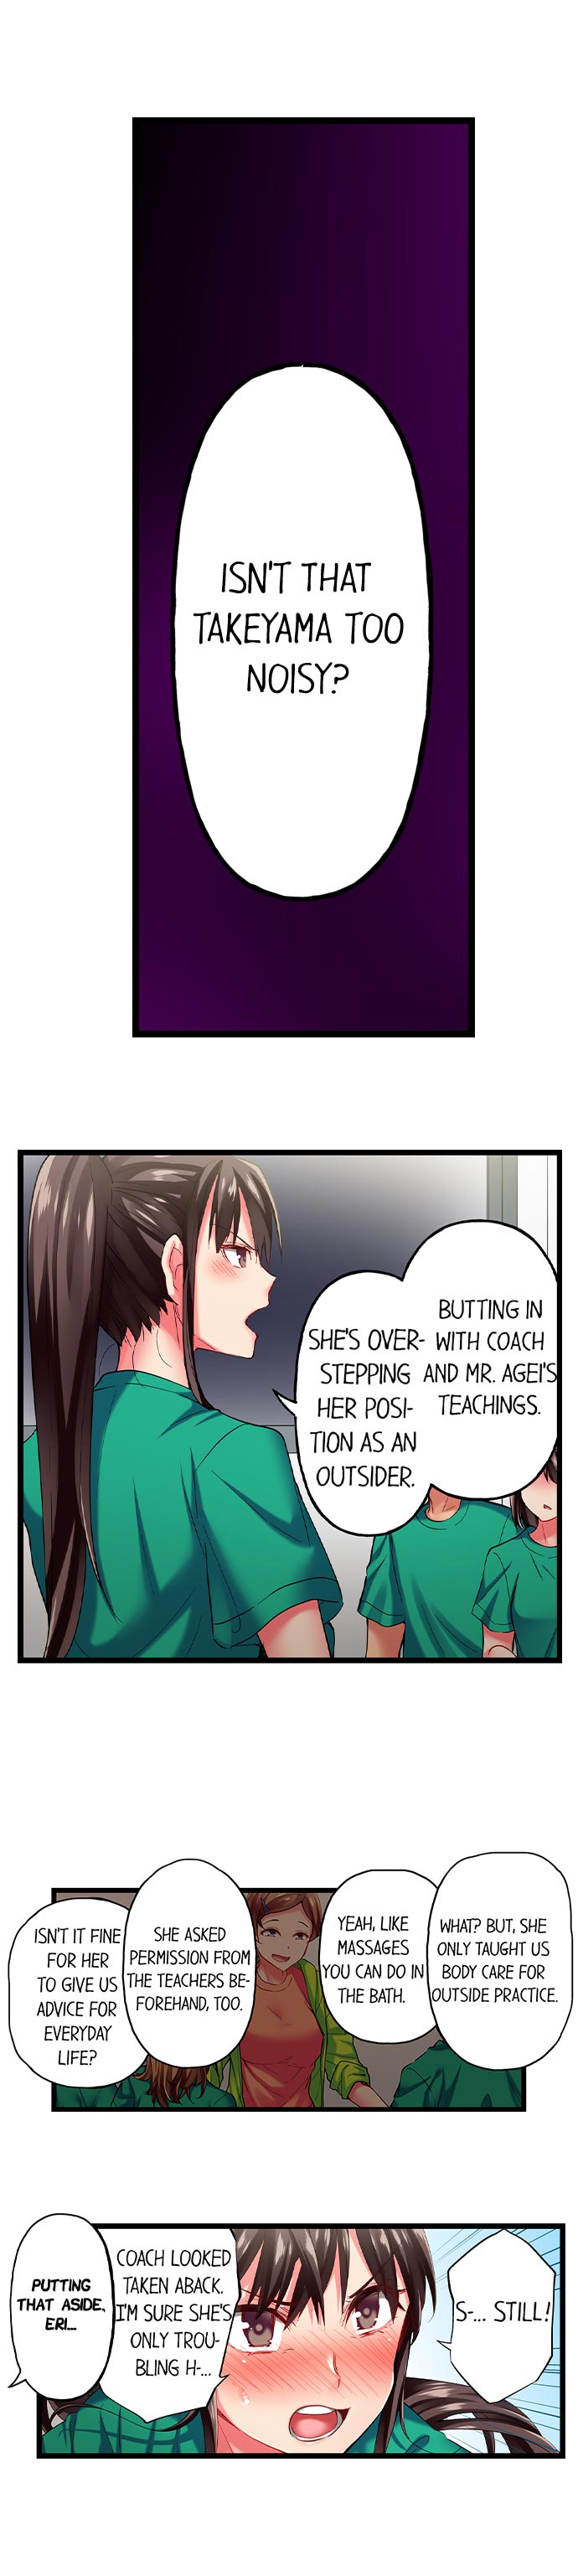 ISN'T THAT
TAKEYAMA TOO
NOISY?
BUTTING IN
WITH COACH
AND MR. AGEI'S
TEACHINGS.
SHE'S OVER-
STEPPING
HER POSI-
TION AS AN
OUTSIDER.
WHAT? BUT, SHE
ONLY TAUGHT US
BODY CARE FOR
OUTSIDE PRACTICE.
YEAH, LIKE
MASSAGES
YOU CAN DO IN
THE BATH.
SHE ASKED
PERMISSION FROM
THE TEACHERS BE-
FOREHAND, TOO.
ISN'T IT FINE
FOR HER
TO GIVE US
ADVICE FOR
EVERYDAY
LIFE?
S-... STILL!
COACH LOOKED
TAKEN ABACK.
I'M SURE SHE'S
ONLY TROU-
BLING H-...
PUTTING
THAT ASIDE,
ERI...